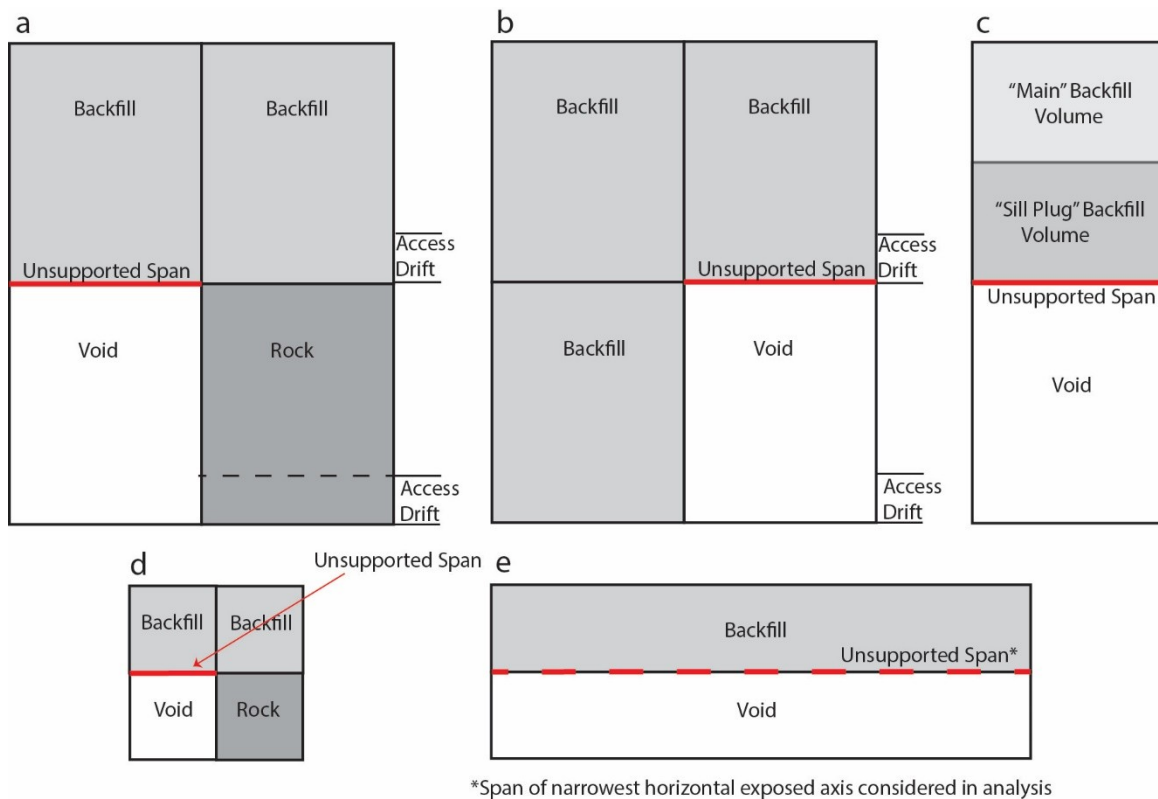 a
Backfill
Backfill
Access
Drift
Unsupported Span
Void
Rock
Access
Drift
b
Backfill
Backfill
Access
Drift
Unsupported Span
Backfill
Void
Access
Drift
c
“Main” Backfill
Volume
“Sill Plug” Backfill
Volume
Unsupported Span
Void
d
Unsupported Span
Backfill
Backfill
Void
Rock
e
Backfill
Unsupported Span*
Void
*Span of narrowest horizontal exposed axis considered in analysis